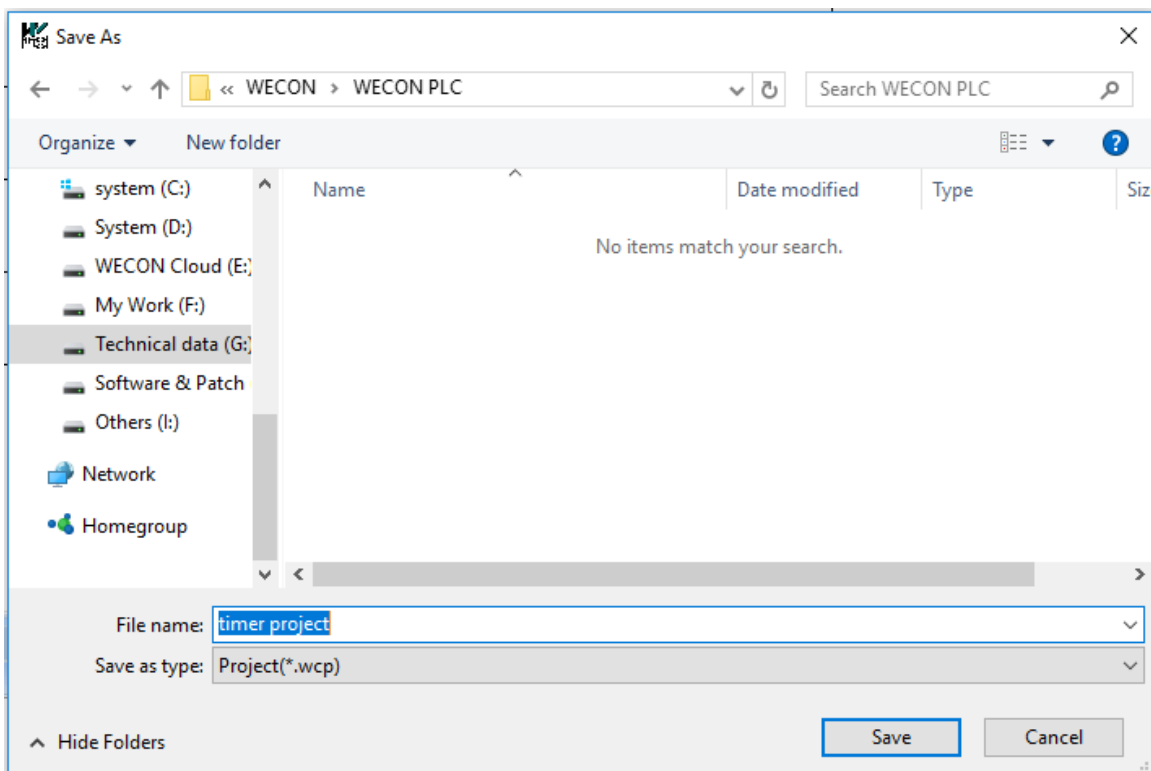 Save As
« WECON > WECON PLC
Search WECON PLC
Organize
New folder
?
Name
Date modified
Type
Siz
system (C:)
System (D:)
WECON Cloud (E:)
My Work (F:)
Technical data (G:)
Software & Patch
Others (I:)
Network
Homegroup
No items match your search.
File name: timer project
Save as type: Project(*.wcp)
Hide Folders
Save
Cancel